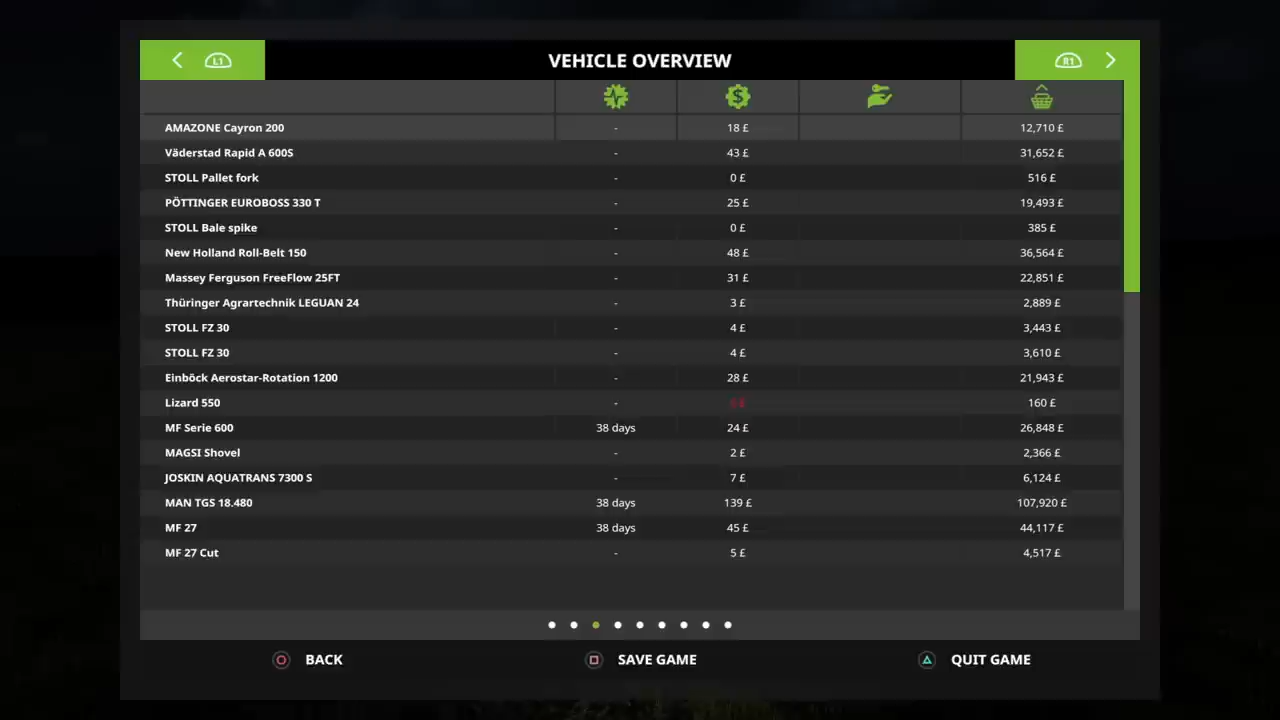 L1 VEHICLE OVERVIEW R1
AMAZONE Cayron 200 - 18 £ 12,710 £
Väderstad Rapid A 600S - 43 £ 31,652 £
STOLL Pallet fork - 0 £ 516 £
PÖTTINGER EUROBOSS 330 T - 25 £ 19,493 £
STOLL Bale spike - 0 £ 385 £
New Holland Roll-Belt 150 - 48 £ 36,564 £
Massey Ferguson FreeFlow 25FT - 31 £ 22,851 £
Thüringer Agrartechnik LEGUAN 24 - 3 £ 2,889 £
STOLL FZ 30 - 4 £ 3,443 £
STOLL FZ 30 - 4 £ 3,610 £
Einböck Aerostar-Rotation 1200 - 28 £ 21,943 £
Lizard 550 - £ 160 £
MF Serie 600 38 days 24 £ 26,848 £
MAGSI Shovel - 2 £ 2,366 £
JOSKIN AQUATRANS 7300 S - 7 £ 6,124 £
MAN TGS 18.480 38 days 139 £ 107,920 £
MF 27 38 days 45 £ 44,117 £
MF 27 Cut - 5 £ 4,517 £
BACK SAVE GAME QUIT GAME